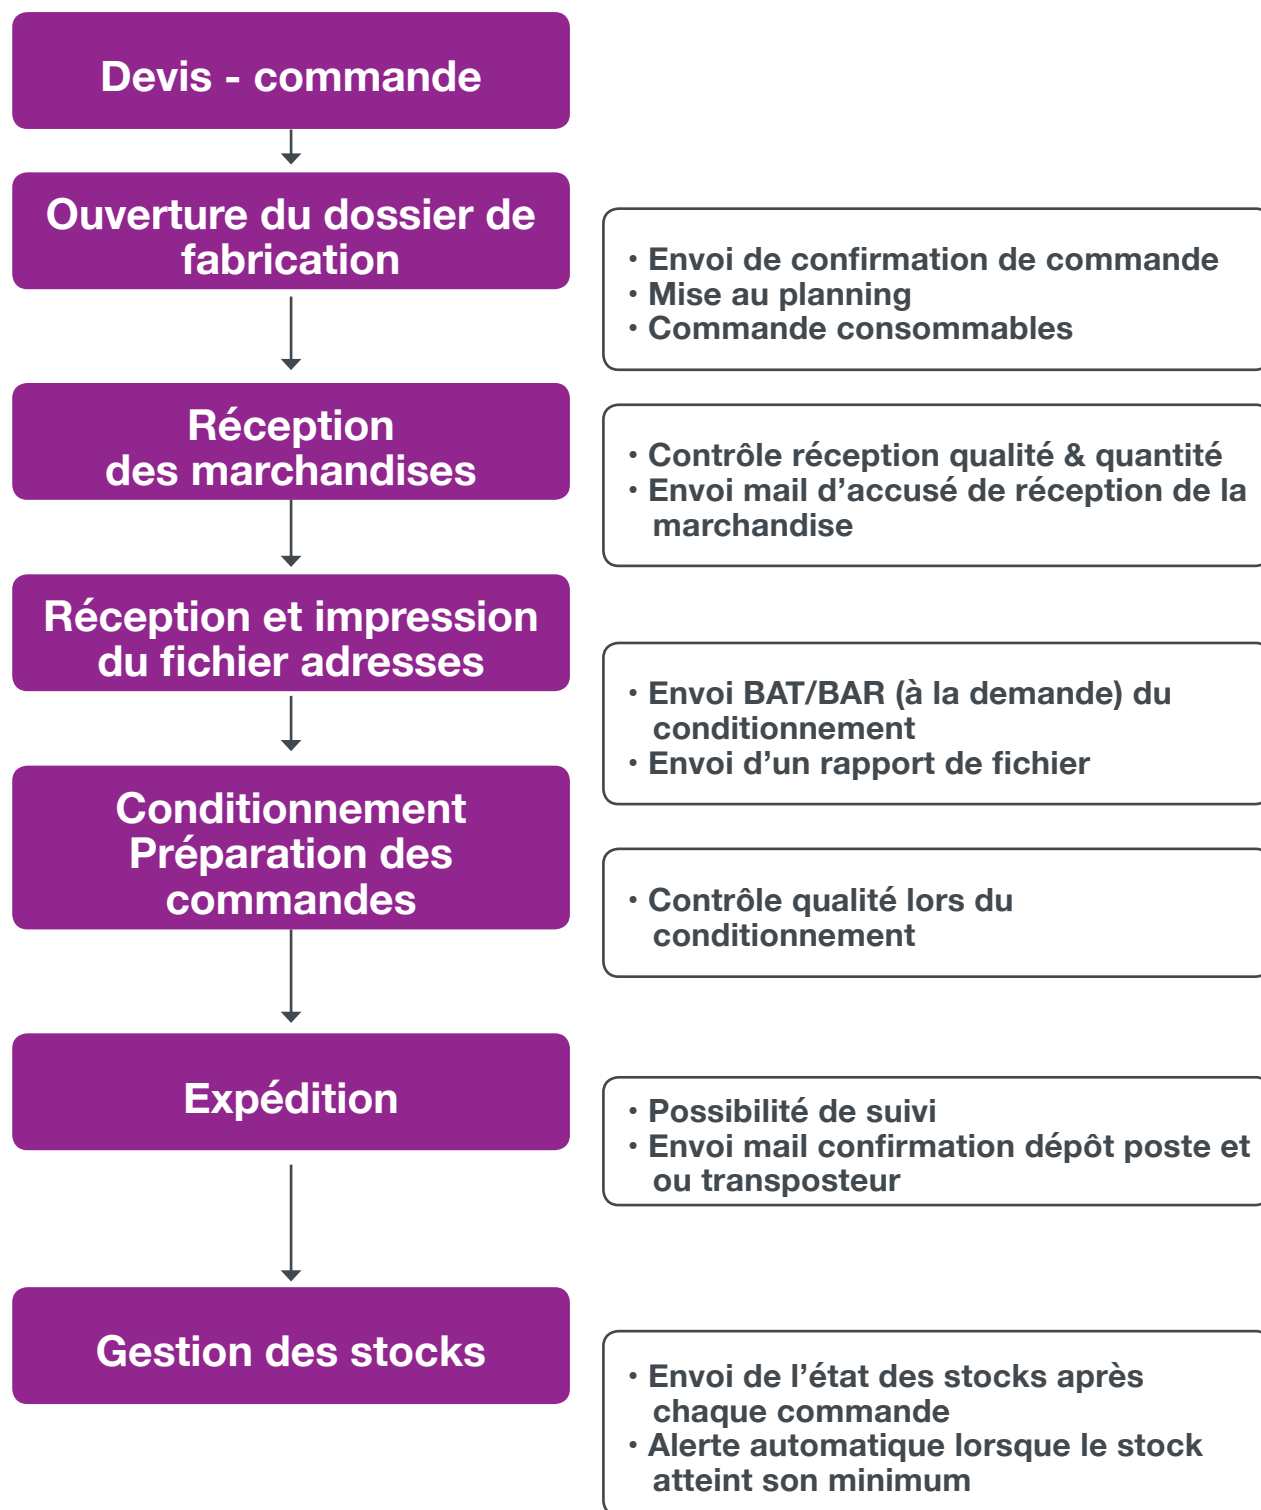 Devis - commande
Ouverture du dossier de
fabrication
• Envoi de confirmation de commande
• Mise au planning
• Commande consommables
Réception
des marchandises
• Contrôle réception qualité & quantité
• Envoi mail d’accusé de réception de la
marchandise
Réception et impression
du fichier adresses
• Envoi BAT/BAR (à la demande) du
conditionnement
• Envoi d’un rapport de fichier
Conditionnement
Préparation des
commandes
• Contrôle qualité lors du
conditionnement
Expédition
• Possibilité de suivi
• Envoi mail confirmation dépôt poste et
ou transposteur
Gestion des stocks
• Envoi de l’état des stocks après
chaque commande
• Alerte automatique lorsque le stock
atteint son minimum